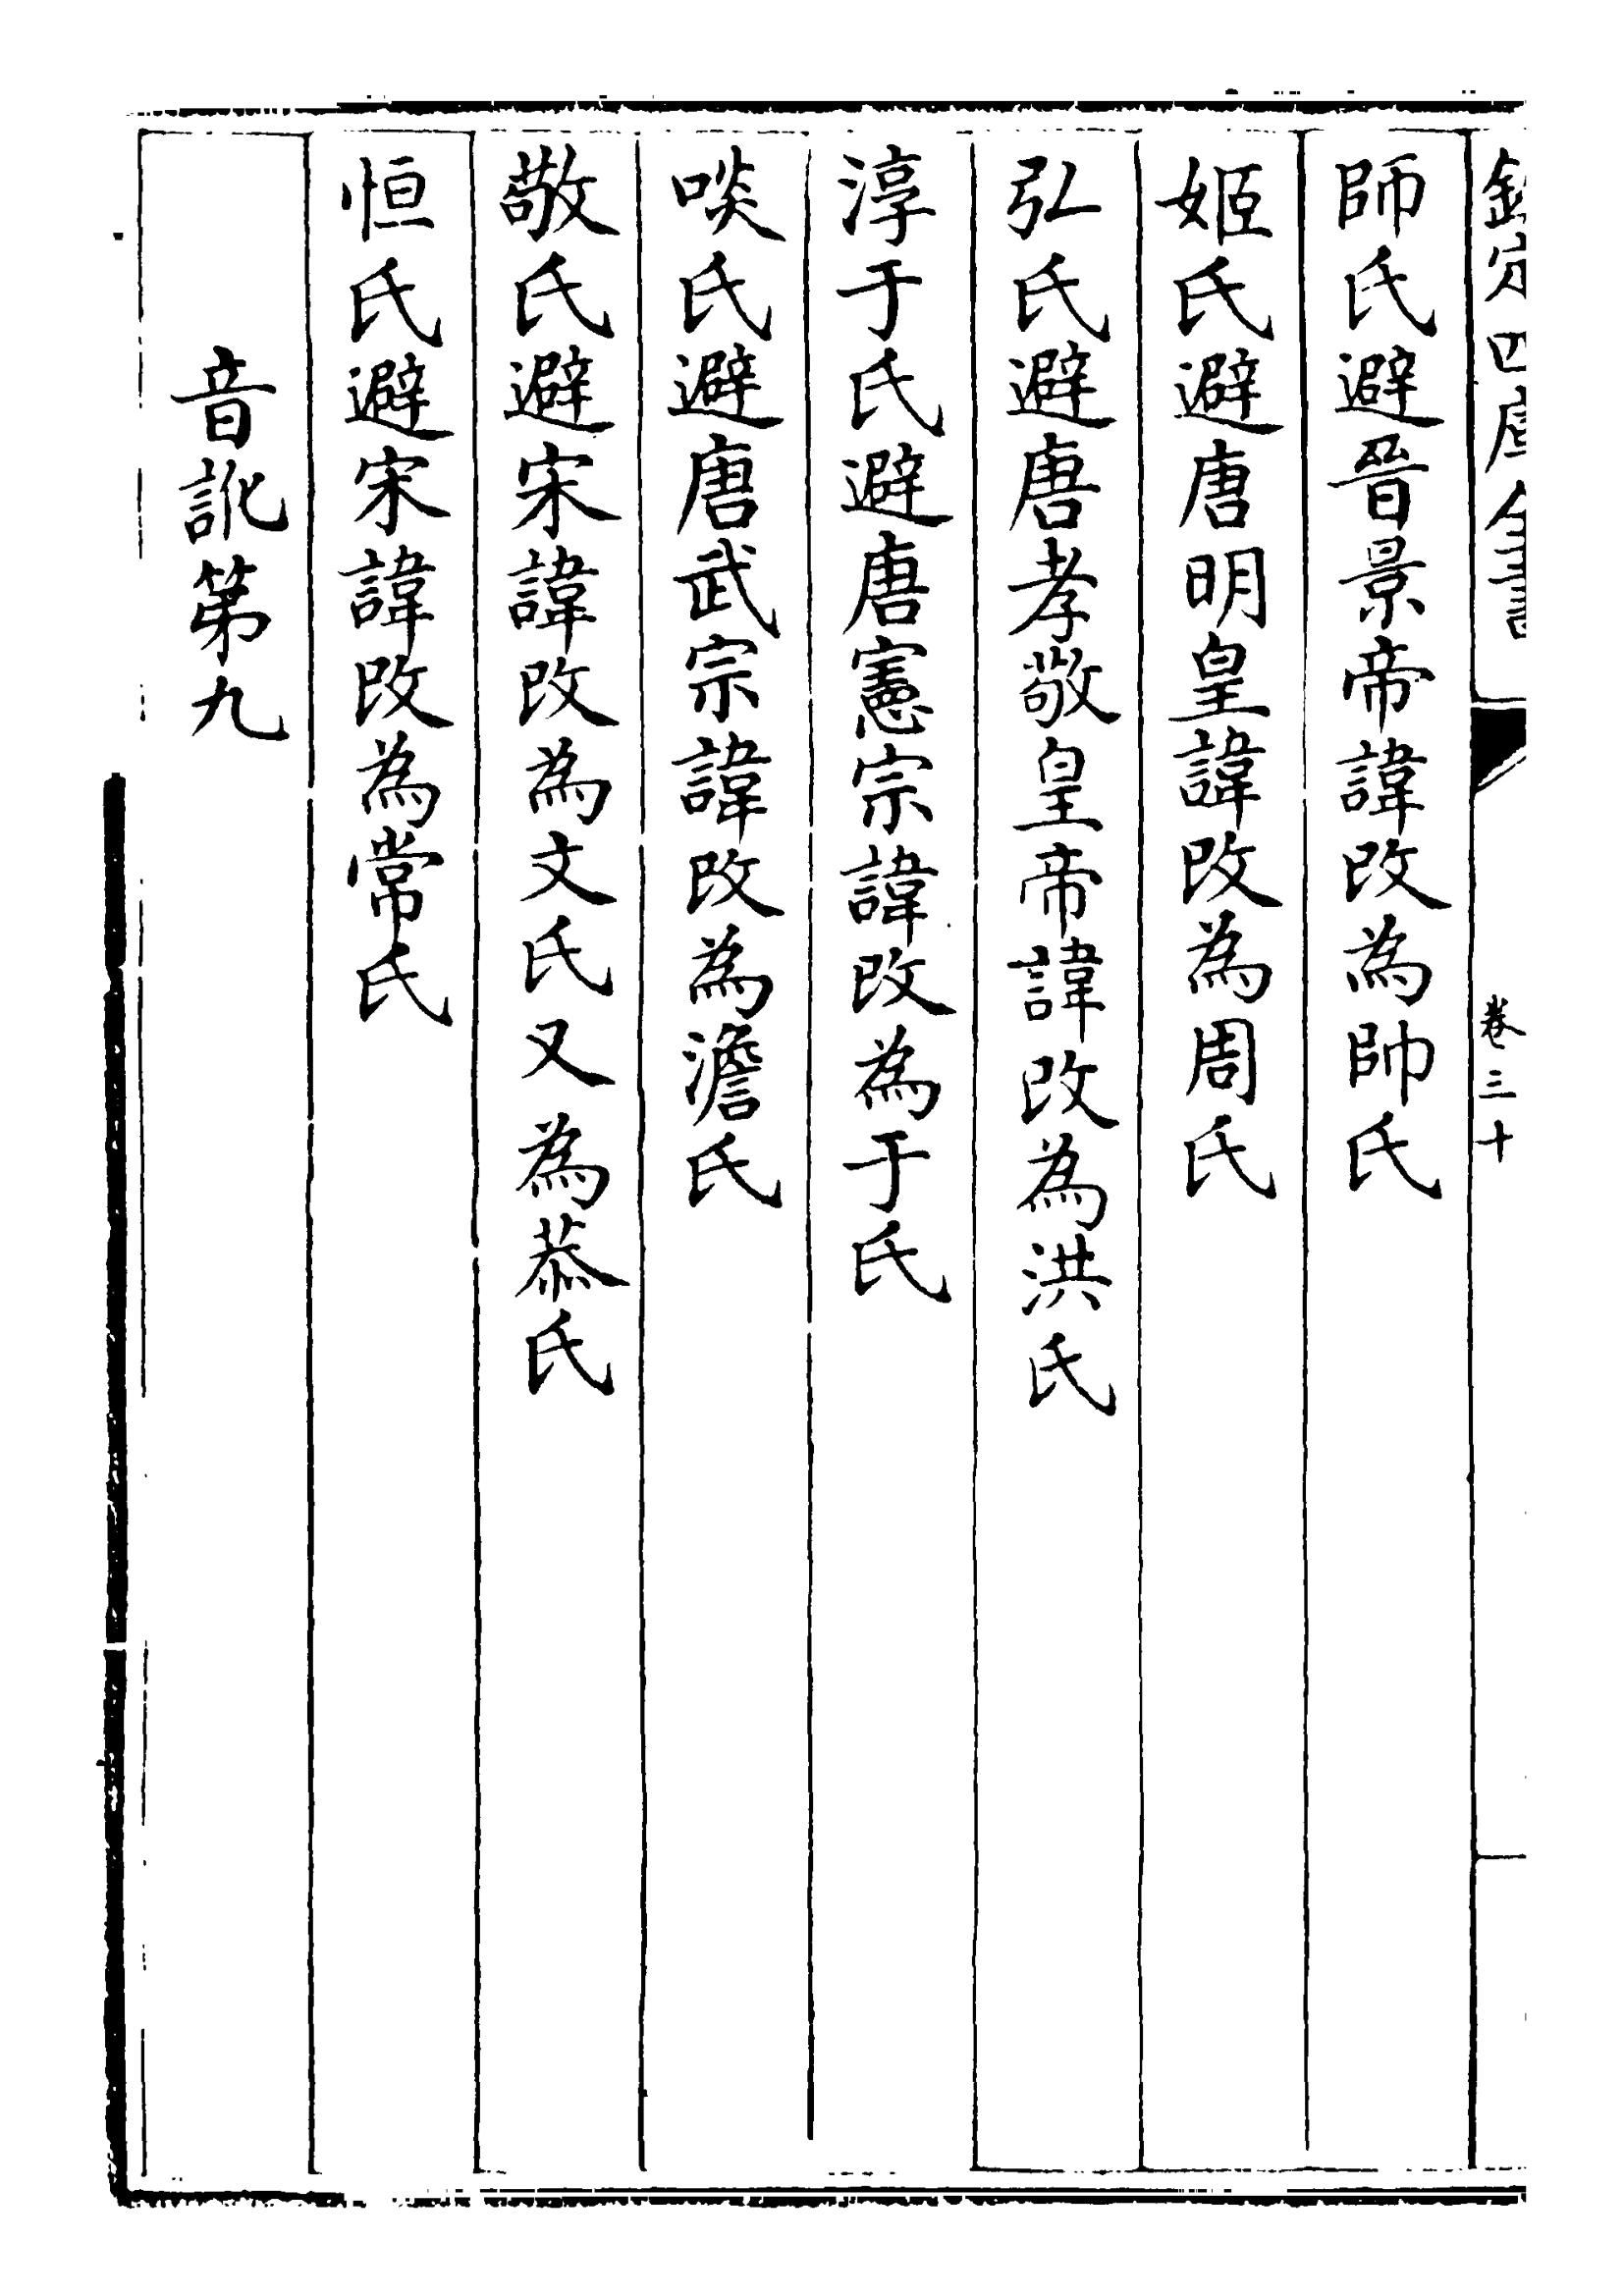 欽定四庫全書 卷三十
師氏避晉景帝諱改為帥氏
姬氏避唐明皇諱改為周氏
弘氏避唐孝敬皇帝諱改為洪氏
淳于氏避唐憲宗諱改為于氏
啖氏避唐武宗諱改為澹氏
敬氏避宋諱改為文氏又為恭氏
恒氏避宋諱改為常氏
音訛第九